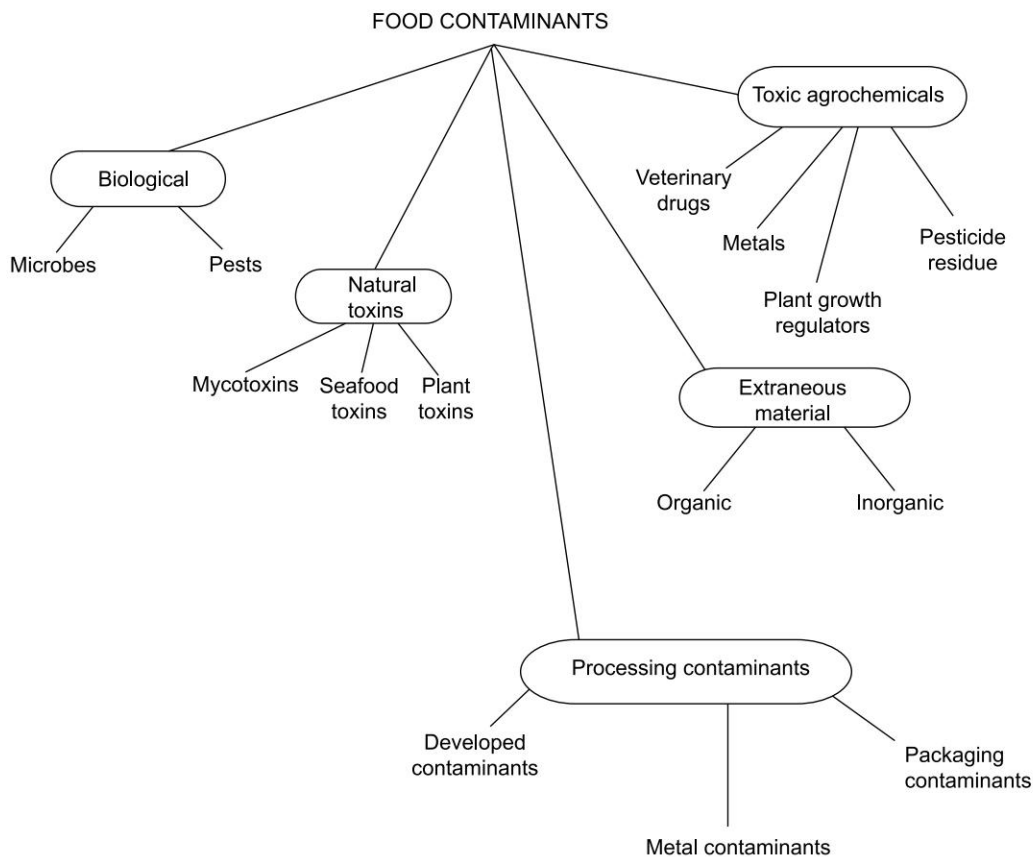 FOOD CONTAMINANTS
Toxic agrochemicals
Veterinary
drugs
Metals
Plant growth
regulators
Pesticide
residue
Biological
Microbes
Pests
Natural
toxins
Mycotoxins
Seafood
toxins
Plant
toxins
Extraneous
material
Organic
Inorganic
Processing contaminants
Developed
contaminants
Metal contaminants
Packaging
contaminants